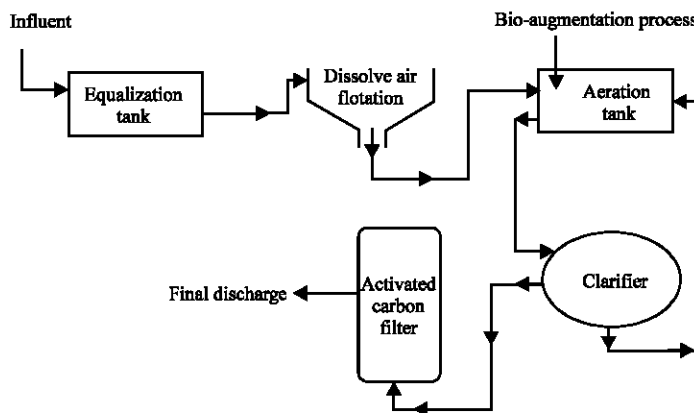 Influent
Bio-augmentation process
Equalization
tank
Dissolve air
flotation
Aeration
tank
Final discharge
Activated
carbon
filter
Clarifier